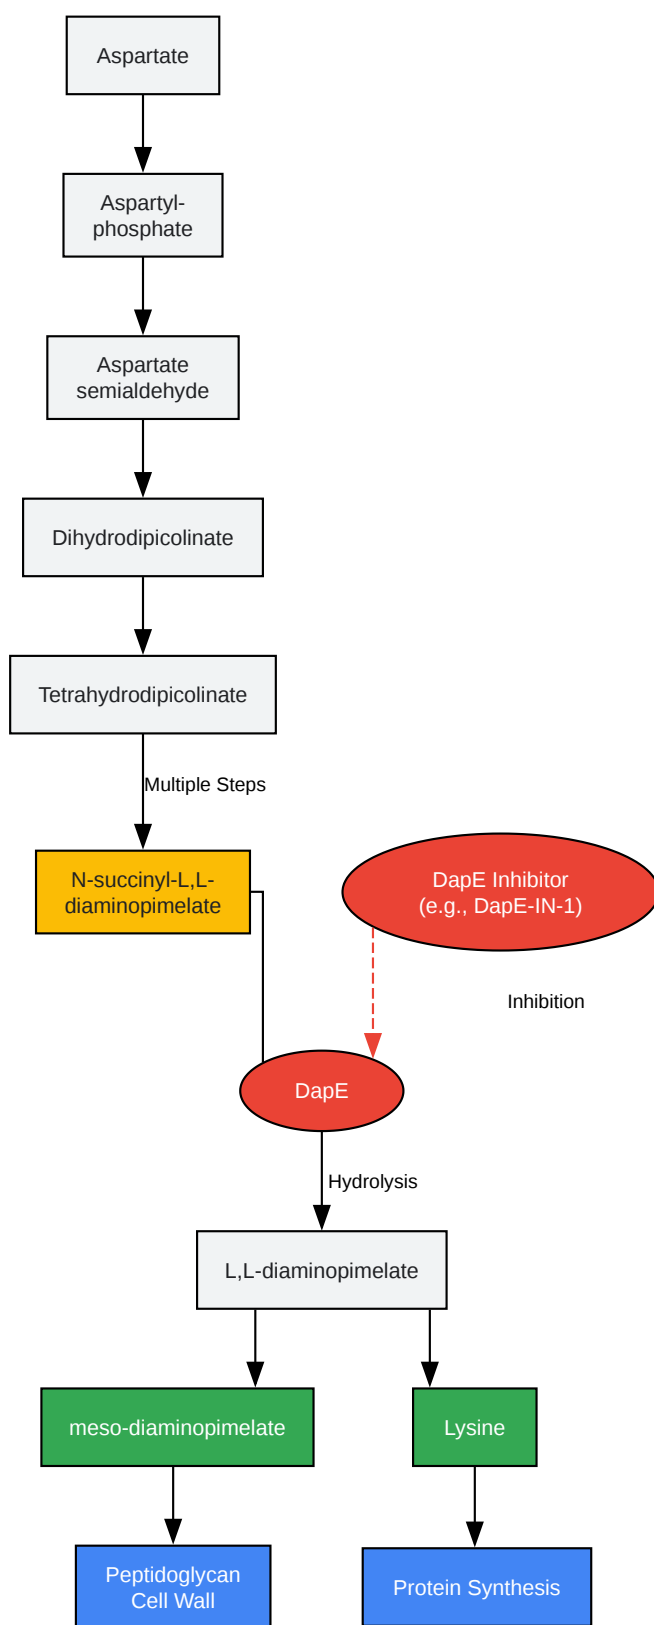 Aspartate
Aspartyl-
phosphate
Aspartate
semialdehyde
Dihydrodipicolinate
Tetrahydrodipicolinate
Multiple Steps
N-succinyl-L,L-
diaminopimelate
DapE Inhibitor
(e.g., DapE-IN-1)
Inhibition
DapE
Hydrolysis
L,L-diaminopimelate
meso-diaminopimelate
Lysine
Peptidoglycan
Cell Wall
Protein Synthesis